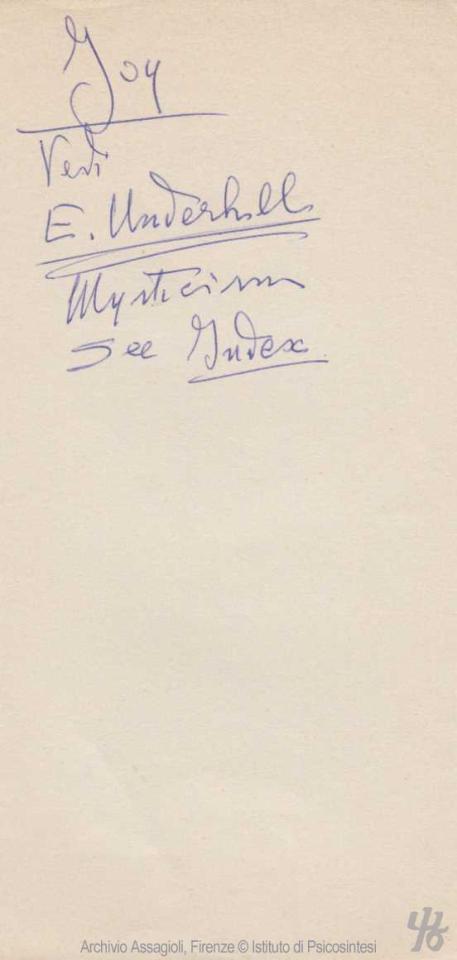 Joy
Vedi
E. Underhill
Mysticism
See Index
Archivio Assagioli, Firenze © Istituto di Psicosintesi